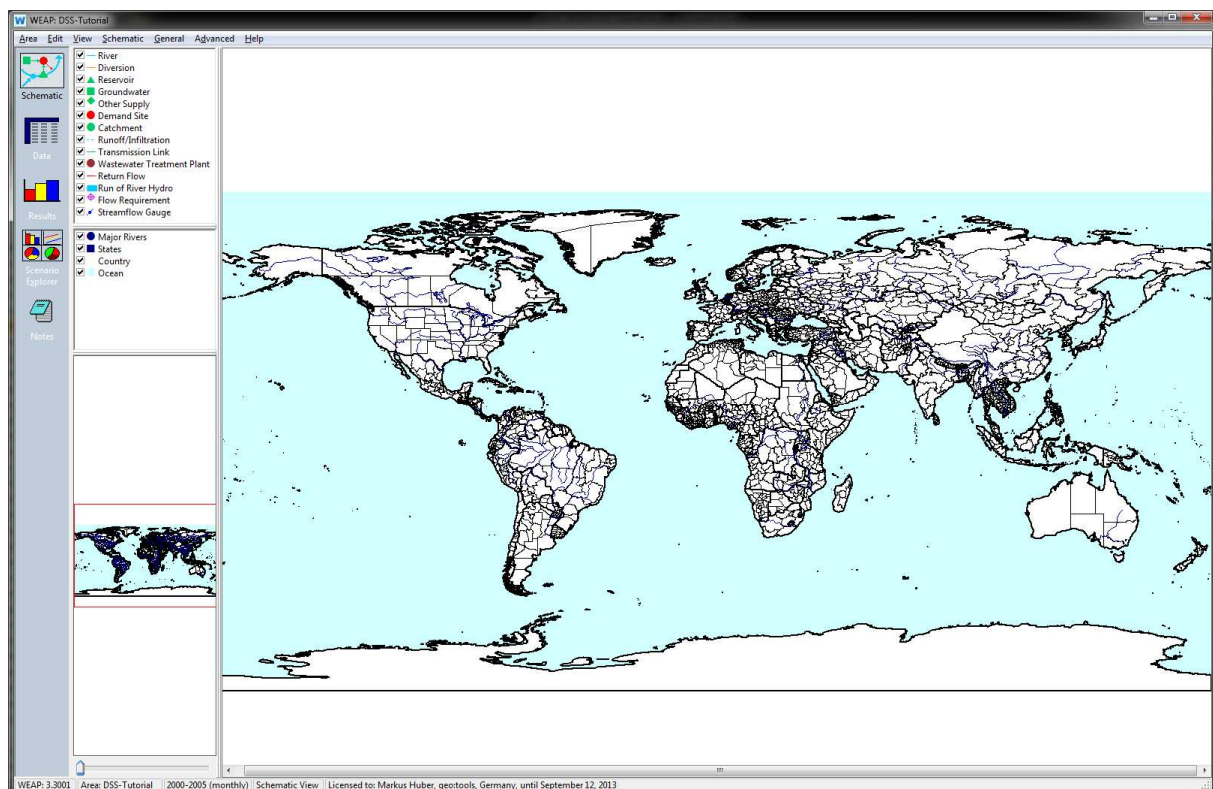 WEAP: DSS-Tutorial
Area Edit View Schematic General Advanced Help
Schematic
Data
Results
Scenario
Explorer
Notes
River
Diversion
Reservoir
Groundwater
Other Supply
Demand Site
Catchment
Runoff/Infiltration
Transmission Link
Wastewater Treatment Plant
Return Flow
Run of River Hydro
Flow Requirement
Streamflow Gauge
Major Rivers
States
Country
Ocean
WEAP: 3.3001 Area: DSS-Tutorial 2000-2005 (monthly) Schematic View Licensed to: Markus Huber, geo:tools, Germany, until September 12, 2013